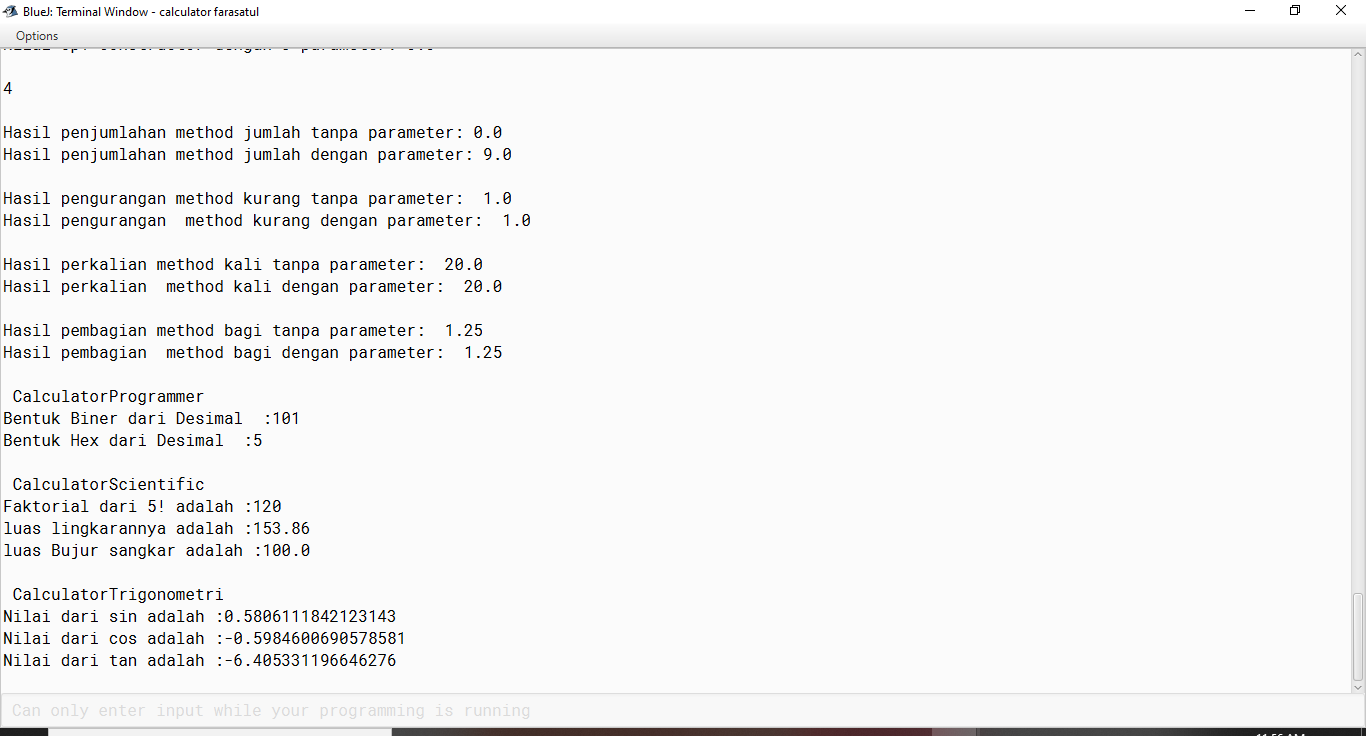 BlueJ: Terminal Window - calculator farasatul
Options
4
Hasil penjumlahan method jumlah tanpa parameter: 0.0
Hasil penjumlahan method jumlah dengan parameter: 9.0
Hasil pengurangan method kurang tanpa parameter:  1.0
Hasil pengurangan  method kurang dengan parameter:  1.0
Hasil perkalian method kali tanpa parameter:  20.0
Hasil perkalian  method kali dengan parameter:  20.0
Hasil pembagian method bagi tanpa parameter:  1.25
Hasil pembagian  method bagi dengan parameter:  1.25
CalculatorProgrammer
Bentuk Biner dari Desimal  :101
Bentuk Hex dari Desimal  :5
CalculatorScientific
Faktorial dari 5! adalah :120
luas lingkarannya adalah :153.86
luas Bujur sangkar adalah :100.0
CalculatorTrigonometri
Nilai dari sin adalah :0.5806111842123143
Nilai dari cos adalah :-0.5984600690578581
Nilai dari tan adalah :-6.405331196646276
Can only enter input while your programming is running